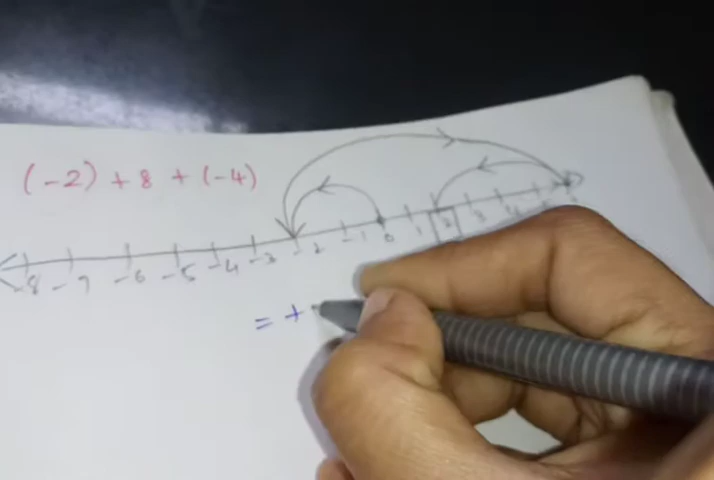 (-2) + 8 + (-4)
-8 -7 -6 -5 -4 -3 -2 -1 0 1 2 3 4
= +